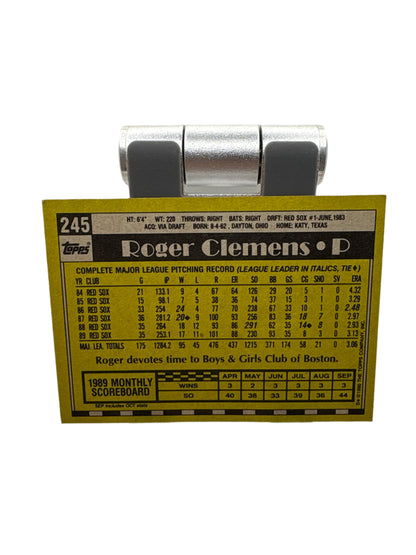 245
HT: 6'4" WT: 220 THROWS: RIGHT BATS: RIGHT DRFT: RED SOX #1-JUNE, 1983
ACQ: VIA DRAFT BORN: 8-4-62, DAYTON, OHIO HOME: KATY, TEXAS
Topps
Roger Clemens • P
COMPLETE MAJOR LEAGUE PITCHING RECORD (LEAGUE LEADER IN ITALICS, TIE ♦)
YR CLUB G IP W L R ER SO BB GS CG SHO SV ERA
84 RED SOX 21 133.1 9 4 67 64 126 29 20 5 1 0 4.32
85 RED SOX 15 98.1 7 5 38 36 74 37 15 3 1 0 3.29
86 RED SOX 33 254 24 4 77 70 238 67 33 10 1 0 2.48
87 RED SOX 36 281.2 20♦ 9 100 93 256 83 36 18 7 0 2.97
88 RED SOX 35 264 18 12 93 86 291 62 35 14♦ 8 0 2.93
89 RED SOX 35 253.1 17 11 101 88 230 93 35 8 3 0 3.13
MAJ. LEA. TOTALS 175 1284.2 95 45 476 437 1215 371 174 58 21 0 3.06
Roger devotes time to Boys & Girls Club of Boston.
1989 MONTHLY SCOREBOARD
APR MAY JUN JUL AUG SEP
WINS 3 2 3 3 3 3
SO 40 38 33 39 36 44
SEP includes OCT stats